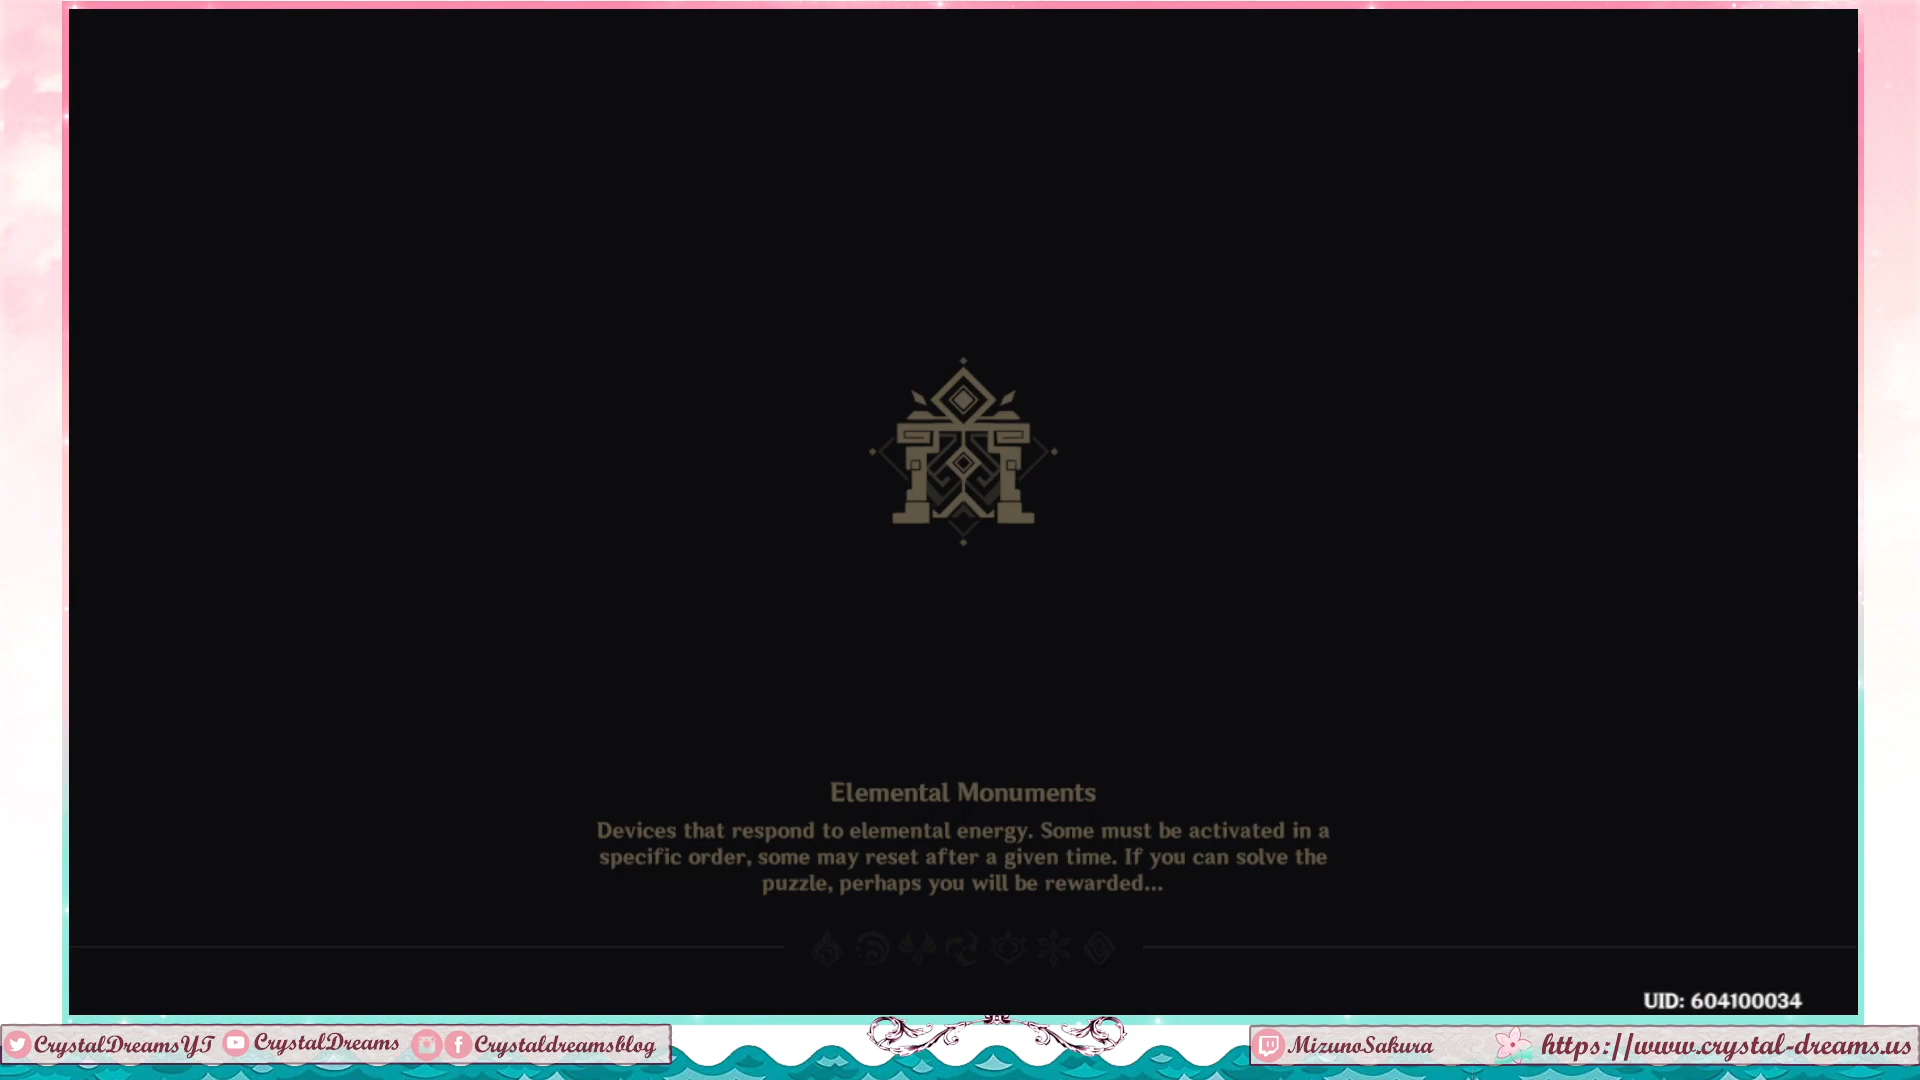 Elemental Monuments
Devices that respond to elemental energy. Some must be activated in a
specific order, some may reset after a given time. If you can solve the
puzzle, perhaps you will be rewarded...
UID: 604100034
CrystalDreamsYT CrystalDreams Crystaldreamsblog
MizunoSakura https://www.crystal-dreams.us